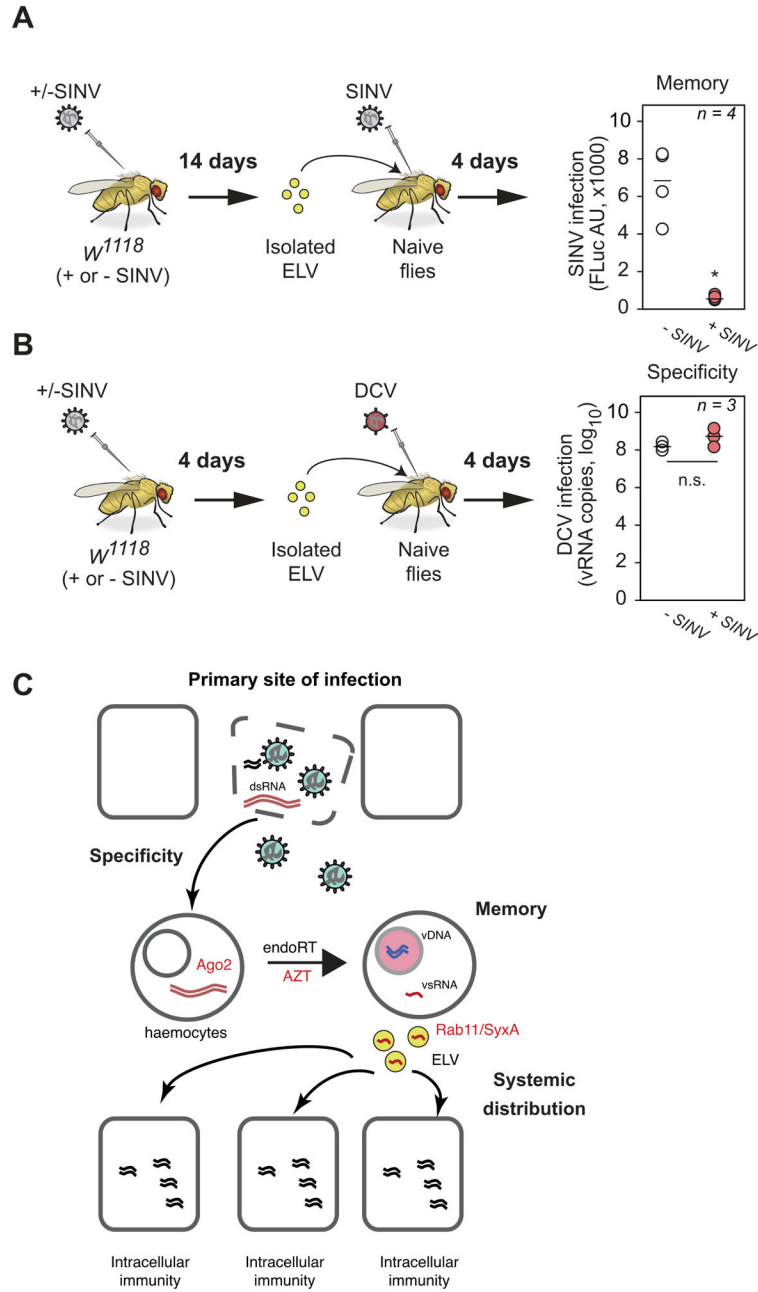 A
+/-SINV
14 days
W1118
(+ or - SINV)
Isolated
ELV
SINV
Naive
flies
4 days
Memory
n = 4
SINV infection
(FLuc AU, x1000)
10
8
6
4
2
0
*
- SINV
+ SINV
B
+/-SINV
4 days
W1118
(+ or - SINV)
Isolated
ELV
DCV
Naive
flies
4 days
Specificity
n = 3
DCV infection
(vRNA copies, log10)
10
8
6
4
2
0
n.s.
- SINV
+ SINV
C
Primary site of infection
dsRNA
Specificity
Memory
Ago2
endoRT
AZT
vDNA
vsRNA
haemocytes
Rab11/SyxA
ELV
Systemic
distribution
Intracellular
immunity
Intracellular
immunity
Intracellular
immunity